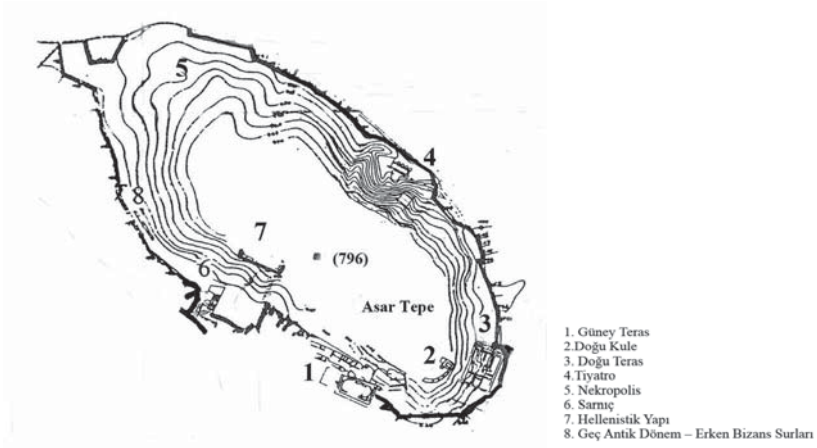 5
4
8
7
(796)
6
Asar Tepe
3
2
1
1. Güney Teras
2.Doğu Kule
3. Doğu Teras
4.Tiyatro
5. Nekropolis
6. Sarnıç
7. Hellenistik Yapı
8. Geç Antik Dönem – Erken Bizans Surları